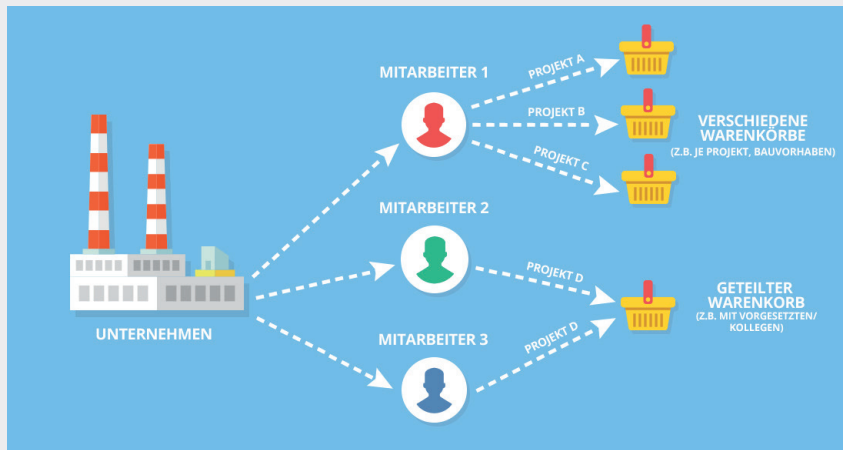 MITARBEITER 1
PROJEKT A
PROJEKT B
PROJEKT C
VERSCHIEDENE
WARENKÖRBE
(Z.B. JE PROJEKT, BAUVORHABEN)
MITARBEITER 2
PROJEKT D
GETEILTER
WARENKORB
(Z.B. MIT VORGESETZTEN/
KOLLEGEN)
UNTERNEHMEN
MITARBEITER 3
PROJEKT D